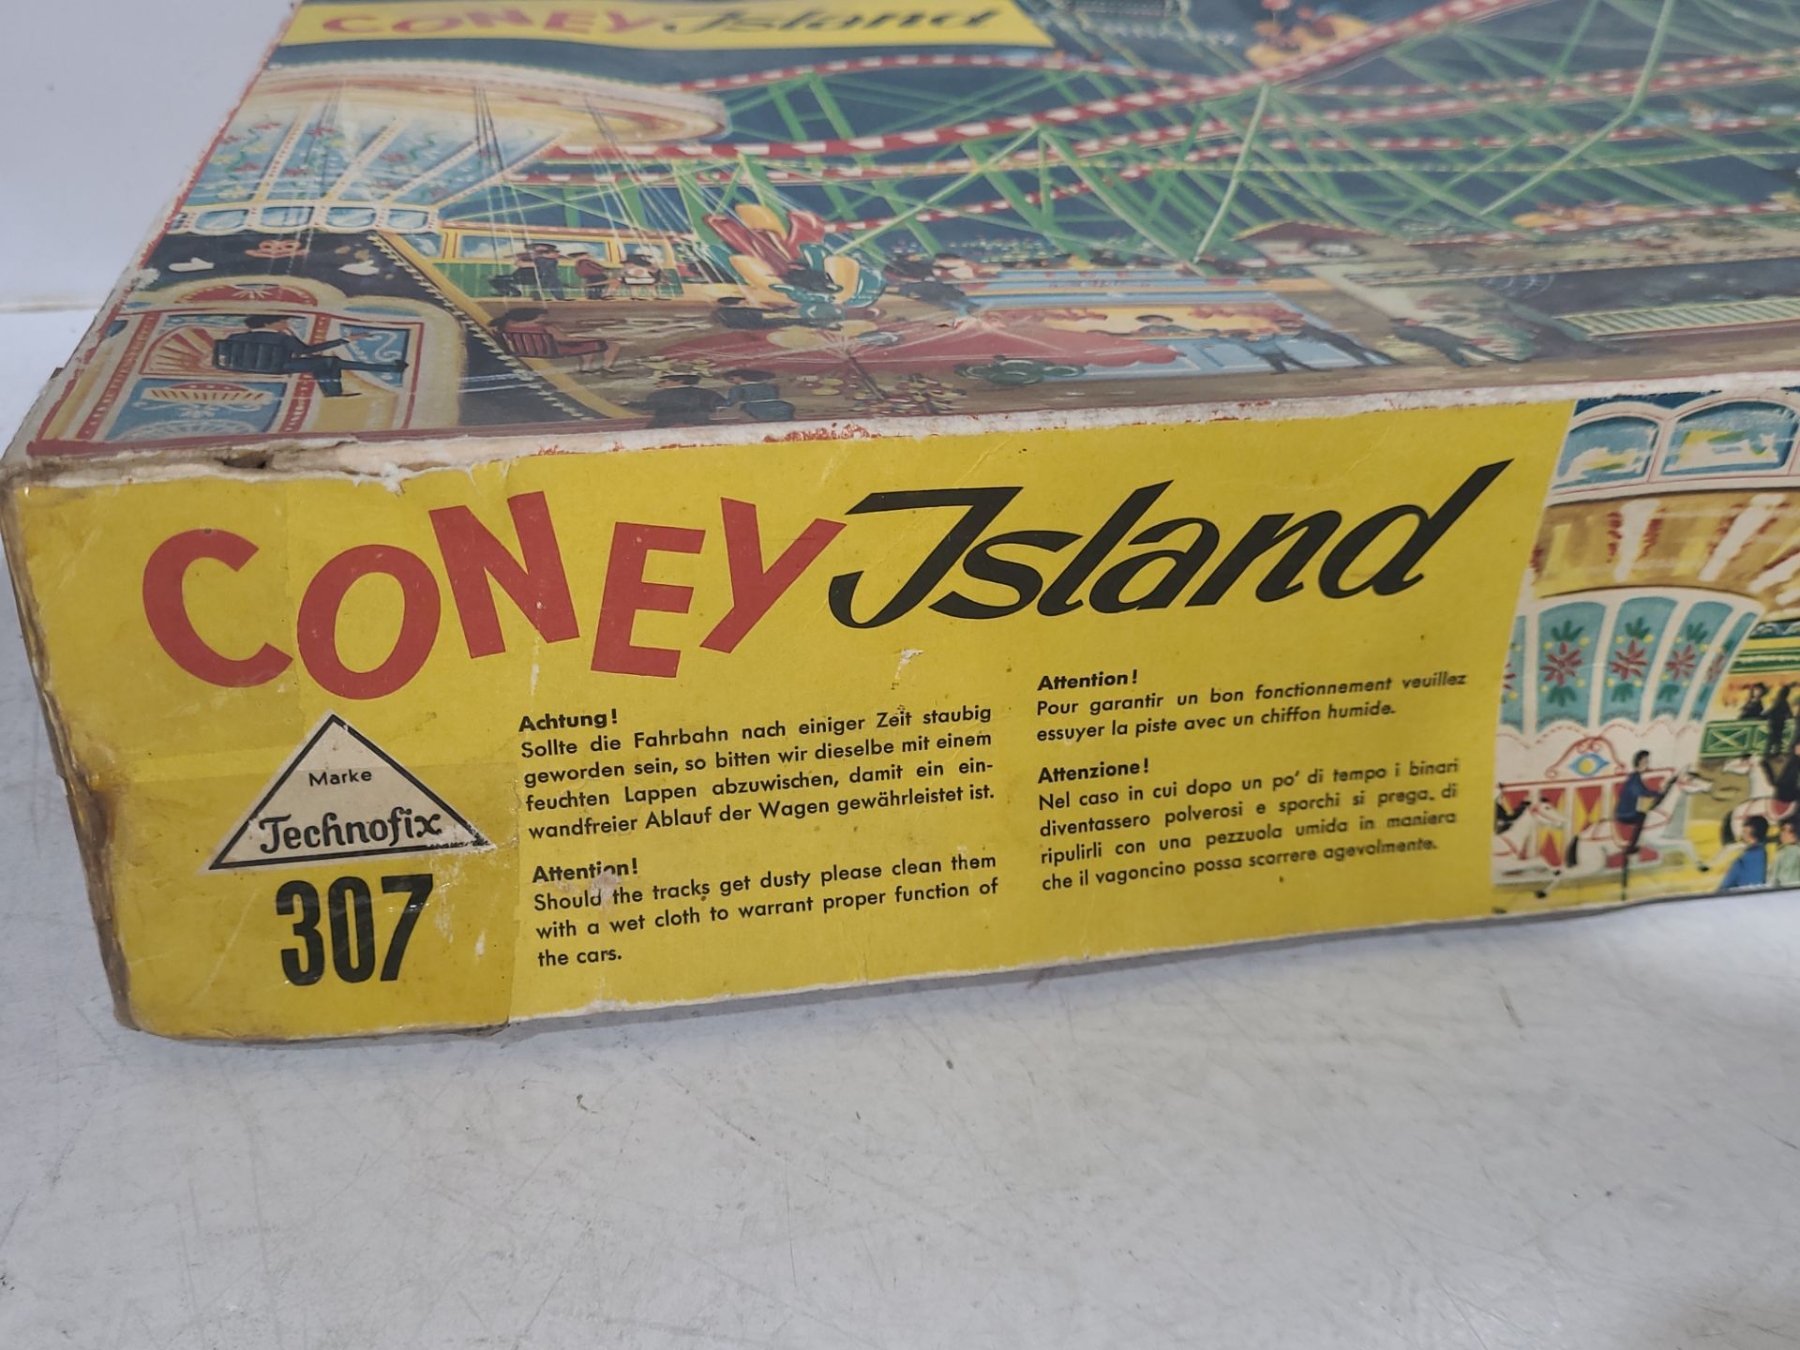 CONEY Island
CONEY Island
Marke
Technofix
307
Achtung!
Sollte die Fahrbahn nach einiger Zeit staubig
geworden sein, so bitten wir dieselbe mit einem
feuchten Lappen abzuwischen, damit ein ein-
wandfreier Ablauf der Wagen gewährleistet ist.
Attention!
Should the tracks get dusty please clean them
with a wet cloth to warrant proper function of
the cars.
Attention!
Pour garantir un bon fonctionnement veuillez
essuyer la piste avec un chiffon humide.
Attenzione!
Nel caso in cui dopo un po' di tempo i binari
diventassero polverosi e sporchi si prega di
ripulirli con una pezzuola umida in maniera
che il vagoncino possa scorrere agevolmente.